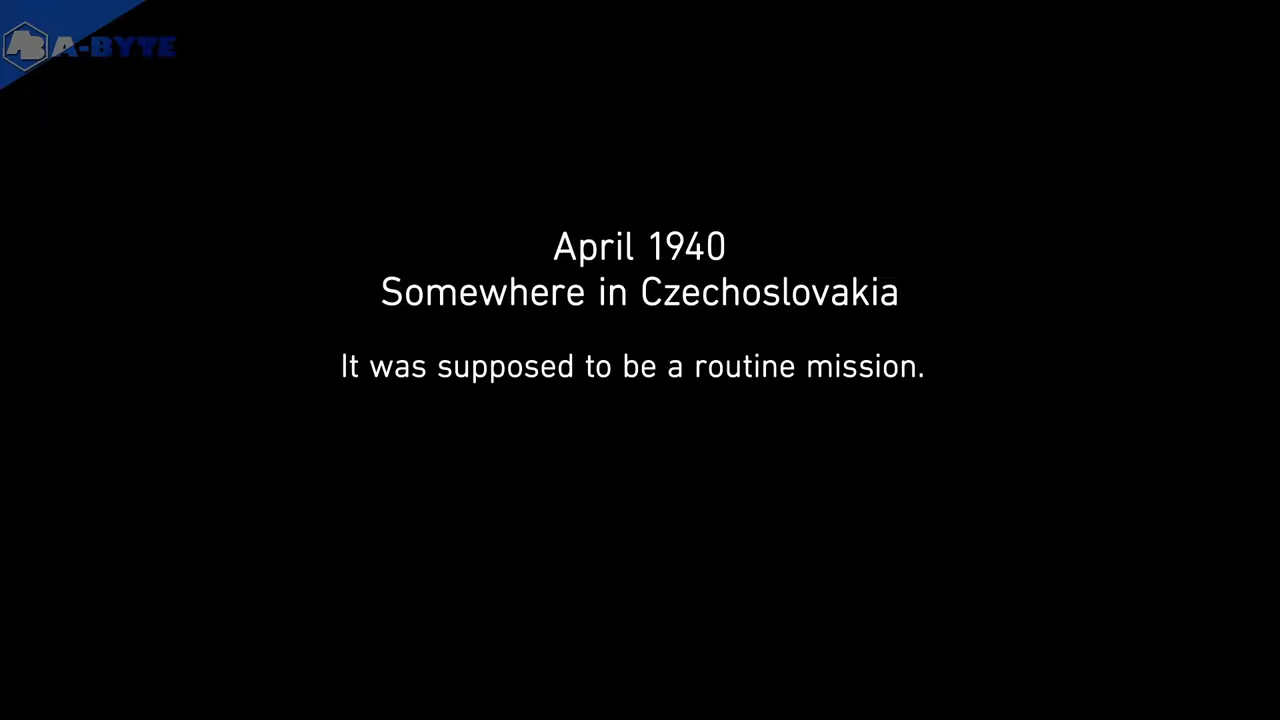 A-BYTE
April 1940
Somewhere in Czechoslovakia
It was supposed to be a routine mission.